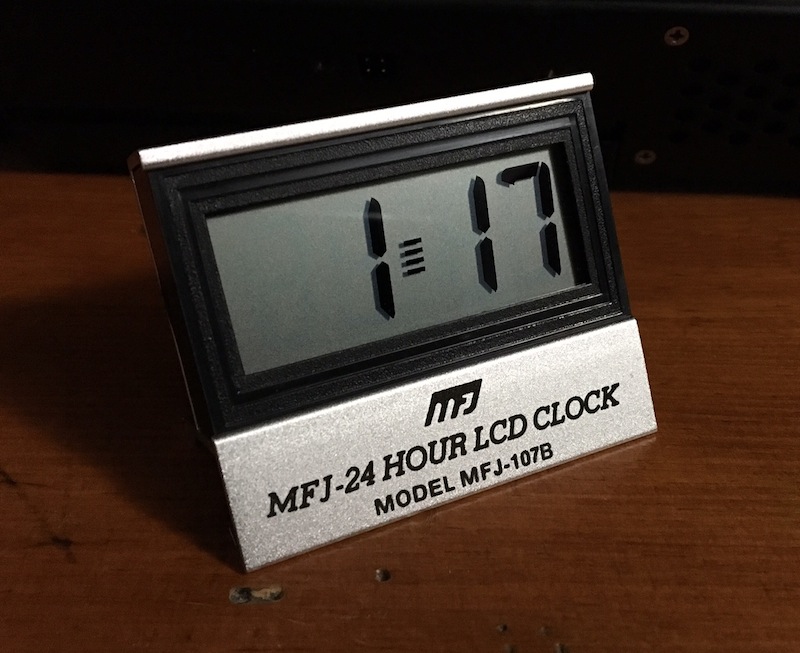 1:17
MFJ
MFJ-24 HOUR LCD CLOCK
MODEL MFJ-107B